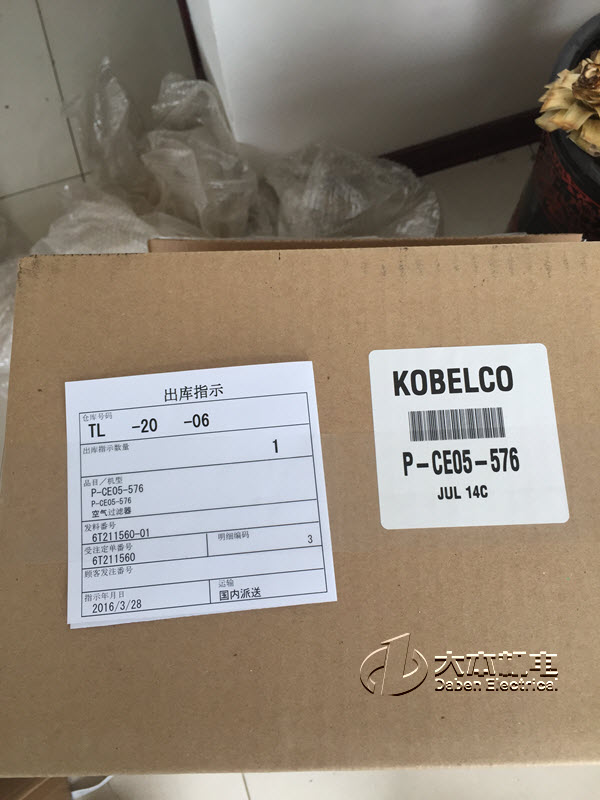 出库指示
仓库号码
TL -20 -06
出库指示数量
1
品目／机型
P-CE05-576
P-CE05-576
空气过滤器
发料番号
6T211560-01
受注定单番号
明细编码
6T211560
3
顾客发注番号
指示年月日
运输
2016/3/28
国内派送
KOBELCO
P-CE05-576
JUL 14C
大本机电
Daben Electrical